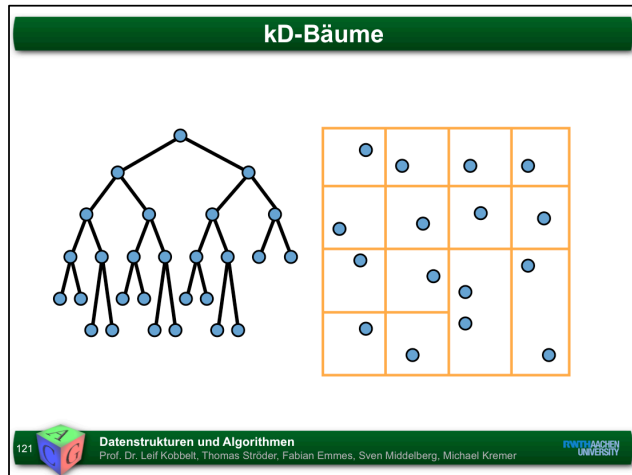 kD-Bäume
121
A
C G
Datenstrukturen und Algorithmen
Prof. Dr. Leif Kobbelt, Thomas Ströder, Fabian Emmes, Sven Middelberg, Michael Kremer
RWTHAACHEN
UNIVERSITY